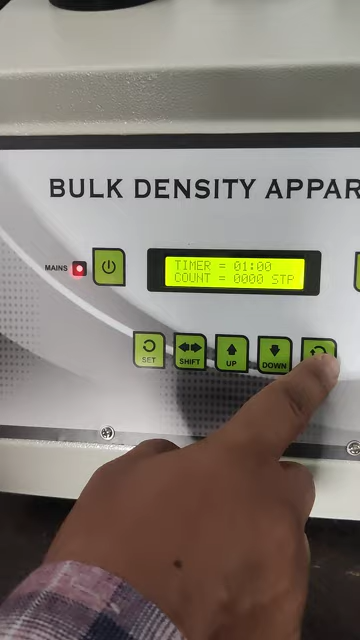 BULK DENSITY APPAR
MAINS
TIMER = 01:00
COUNT = 0000 STP
SET
SHIFT
UP
DOWN